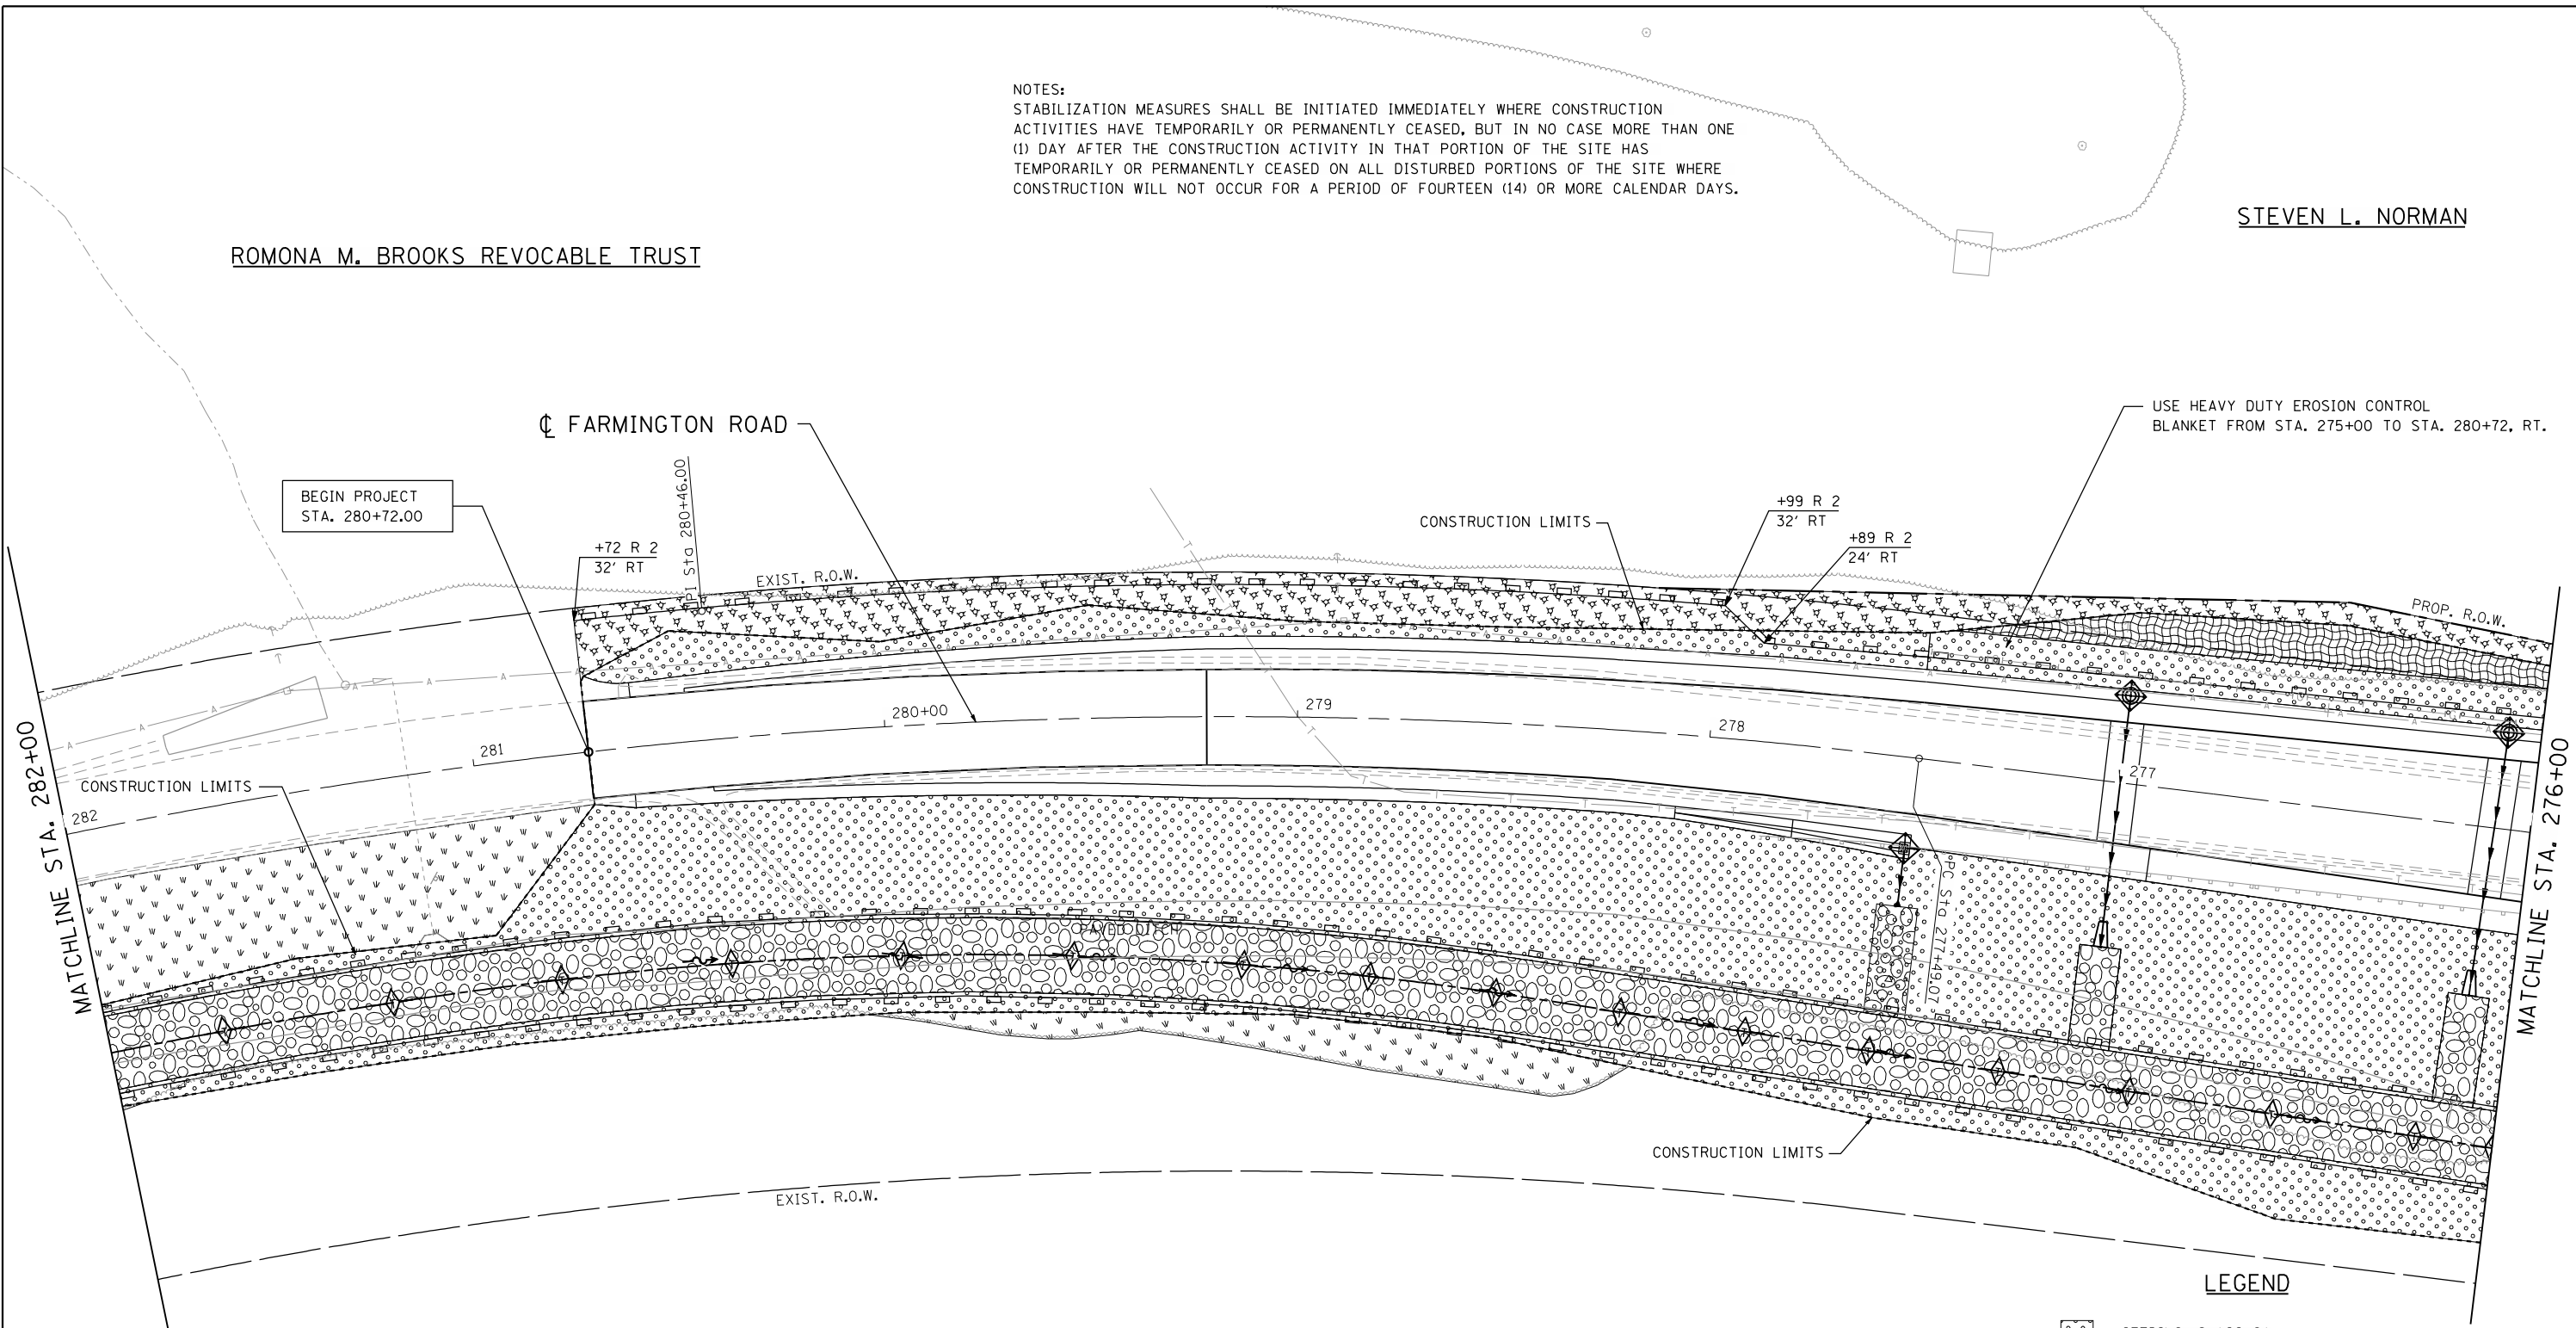 NOTES:
STABILIZATION MEASURES SHALL BE INITIATED IMMEDIATELY WHERE CONSTRUCTION
ACTIVITIES HAVE TEMPORARILY OR PERMANENTLY CEASED, BUT IN NO CASE MORE THAN ONE
(1) DAY AFTER THE CONSTRUCTION ACTIVITY IN THAT PORTION OF THE SITE HAS
TEMPORARILY OR PERMANENTLY CEASED ON ALL DISTURBED PORTIONS OF THE SITE WHERE
CONSTRUCTION WILL NOT OCCUR FOR A PERIOD OF FOURTEEN (14) OR MORE CALENDAR DAYS.
STEVEN L. NORMAN
ROMONA M. BROOKS REVOCABLE TRUST
USE HEAVY DUTY EROSION CONTROL
BLANKET FROM STA. 275+00 TO STA. 280+72, RT.
℄ FARMINGTON ROAD
BEGIN PROJECT
STA. 280+72.00
PI Sta 280+46.00
+72 R 2
32' RT
EXIST. R.O.W.
CONSTRUCTION LIMITS
+99 R 2
32' RT
+89 R 2
24' RT
PROP. R.O.W.
MATCHLINE STA. 282+00
282
281
280+00
279
278
277
MATCHLINE STA. 276+00
CONSTRUCTION LIMITS
PAVED DITCH
PC Sta 277+49.07
CONSTRUCTION LIMITS
EXIST. R.O.W.
LEGEND